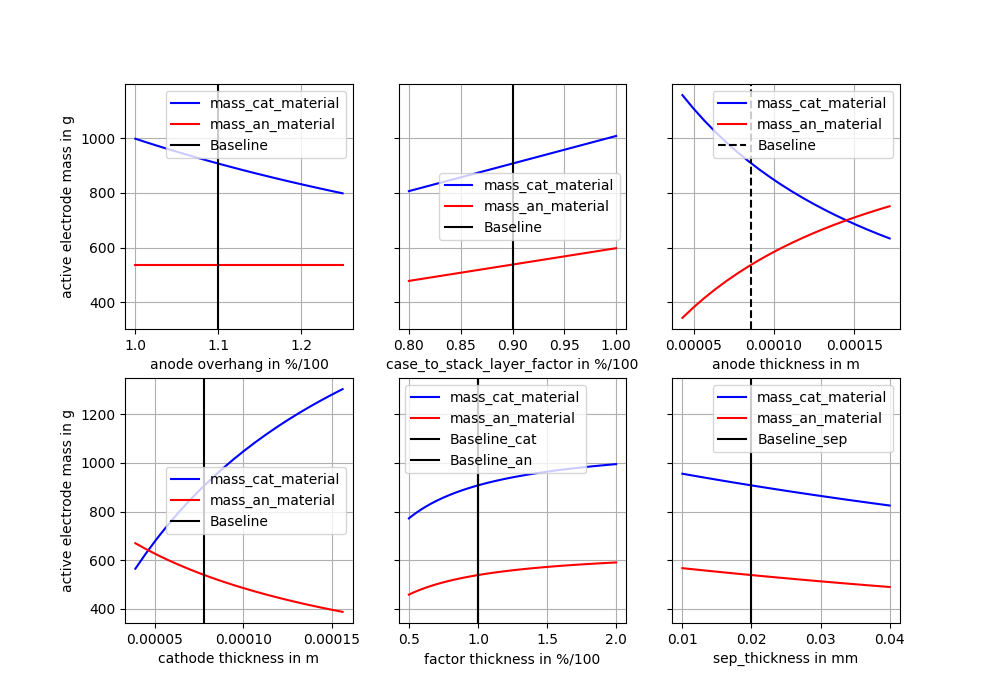 active electrode mass in g
1000
800
600
400
mass_cat_material
mass_an_material
Baseline
1.0
1.1
1.2
anode overhang in %/100
mass_cat_material
mass_an_material
Baseline
0.80
0.85
0.90
0.95
1.00
case_to_stack_layer_factor in %/100
mass_cat_material
mass_an_material
Baseline
0.00005
0.00010
0.00015
anode thickness in m
active electrode mass in g
1200
1000
800
600
400
mass_cat_material
mass_an_material
Baseline
0.00005
0.00010
0.00015
cathode thickness in m
mass_cat_material
mass_an_material
Baseline_cat
Baseline_an
0.5
1.0
1.5
2.0
factor thickness in %/100
mass_cat_material
mass_an_material
Baseline_sep
0.01
0.02
0.03
0.04
sep_thickness in mm